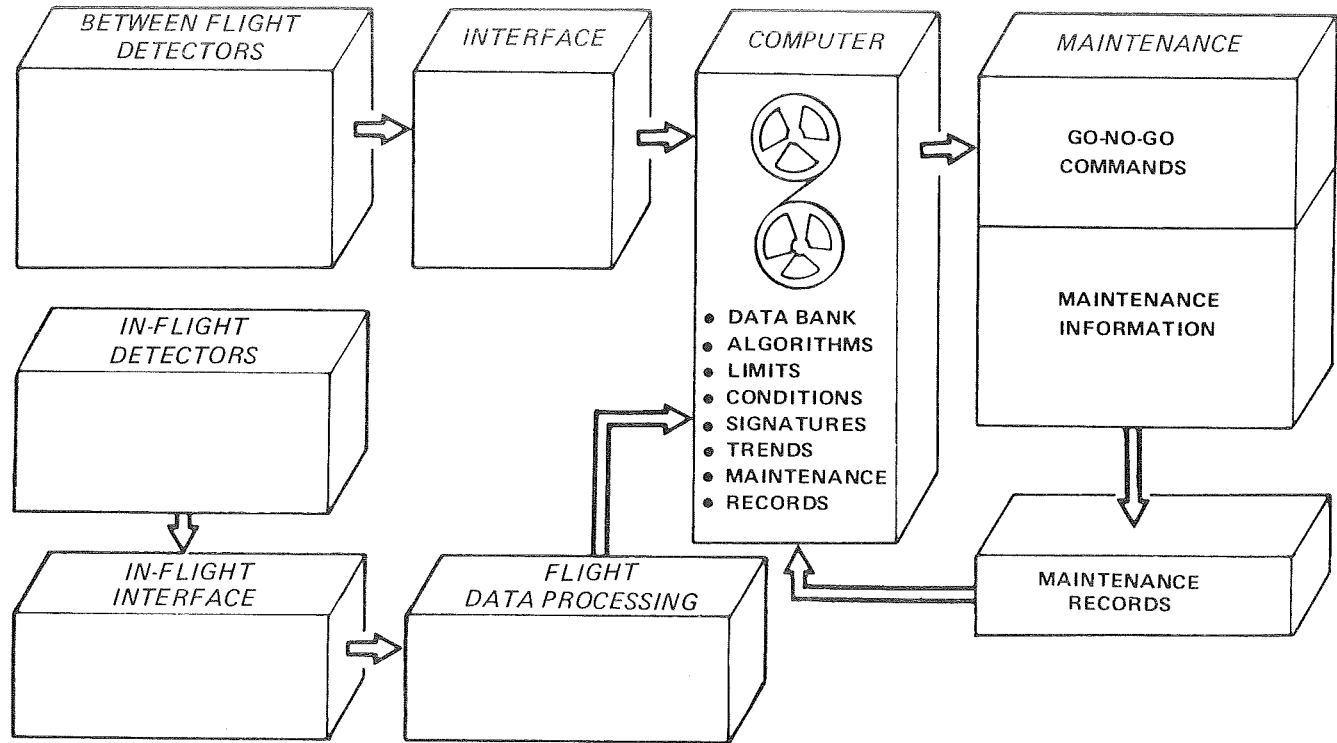 BETWEEN FLIGHT
DETECTORS
INTERFACE
COMPUTER
MAINTENANCE
GO-NO-GO
COMMANDS
MAINTENANCE
INFORMATION
• DATA BANK
• ALGORITHMS
• LIMITS
• CONDITIONS
• SIGNATURES
• TRENDS
• MAINTENANCE
• RECORDS
IN-FLIGHT
DETECTORS
IN-FLIGHT
INTERFACE
FLIGHT
DATA PROCESSING
MAINTENANCE
RECORDS